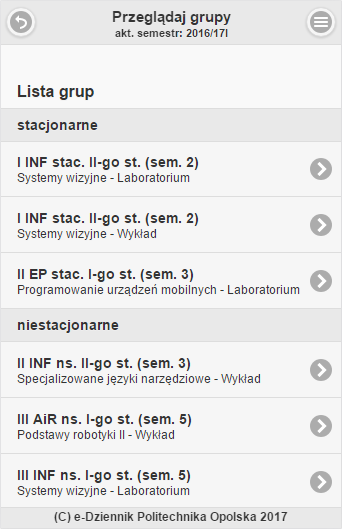 Przeglądaj grupy
akt. semestr: 2016/17l
Lista grup
stacjonarne
I INF stac. II-go st. (sem. 2)
Systemy wizyjne - Laboratorium
I INF stac. II-go st. (sem. 2)
Systemy wizyjne - Wykład
II EP stac. I-go st. (sem. 3)
Programowanie urządzeń mobilnych - Laboratorium
niestacjonarne
II INF ns. II-go st. (sem. 3)
Specjalizowane języki narzędziowe - Wykład
III AiR ns. I-go st. (sem. 5)
Podstawy robotyki II - Wykład
III INF ns. I-go st. (sem. 5)
Systemy wizyjne - Laboratorium
(C) e-Dziennik Politechnika Opolska 2017